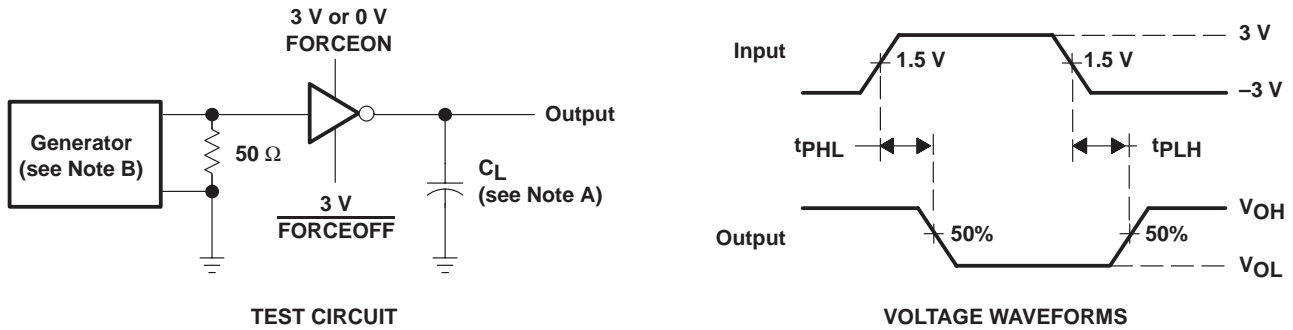 3 V or 0 V
FORCEON
Generator
(see Note B)
50 Ω
Output
CL
(see Note A)
3 V
FORCEOFF
TEST CIRCUIT
Input
3 V
1.5 V
1.5 V
–3 V
tPHL
tPLH
Output
VOH
50%
50%
VOL
VOLTAGE WAVEFORMS